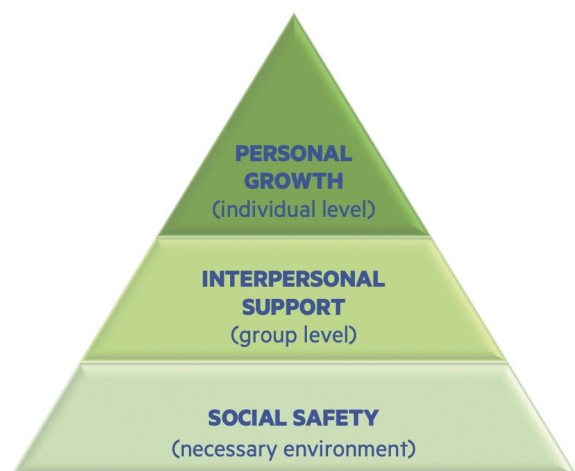 PERSONAL
GROWTH
(individual level)
INTERPERSONAL
SUPPORT
(group level)
SOCIAL SAFETY
(necessary environment)